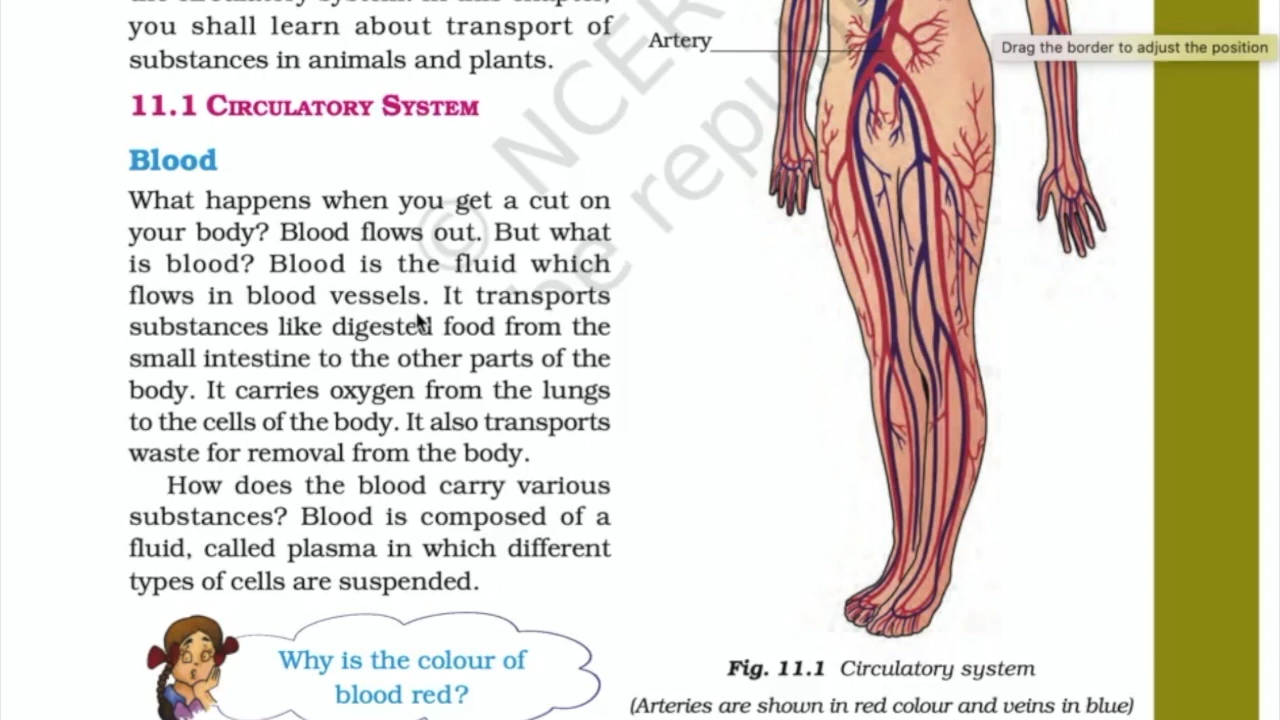 you shall learn about transport of
substances in animals and plants.
11.1 CIRCULATORY SYSTEM
Blood
What happens when you get a cut on
your body? Blood flows out. But what
is blood? Blood is the fluid which
flows in blood vessels. It transports
substances like digested food from the
small intestine to the other parts of the
body. It carries oxygen from the lungs
to the cells of the body. It also transports
waste for removal from the body.
How does the blood carry various
substances? Blood is composed of a
fluid, called plasma in which different
types of cells are suspended.
Why is the colour of
blood red?
Artery
Drag the border to adjust the position
Fig. 11.1 Circulatory system
(Arteries are shown in red colour and veins in blue)
© NCER
be repu